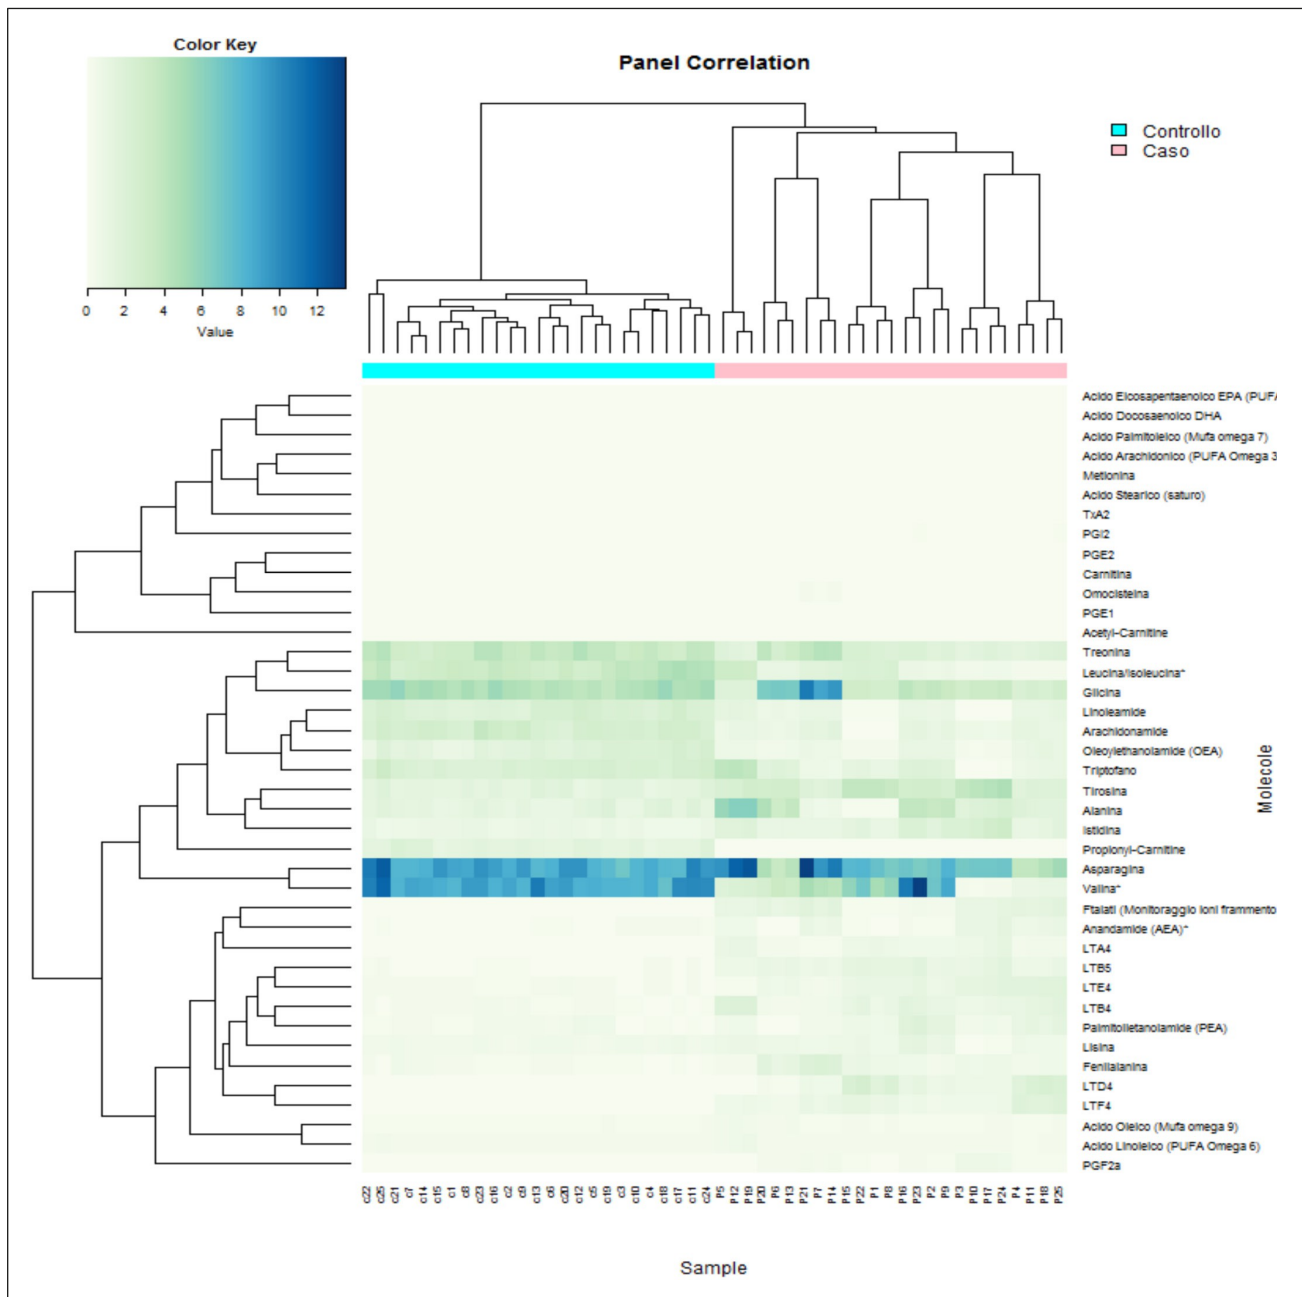 Color Key
0 2 4 6 8 10 12
Value
Panel Correlation
Controllo
Caso
Acido Eicosapentaenoico EPA (PUFA
Acido Docosaenoico DHA
Acido Palmitoleico (Mufa omega 7)
Acido Arachidonico (PUFA Omega 3
Metionina
Acido Stearico (saturo)
TxA2
PGI2
PGE2
Carnitina
Omocisteina
PGE1
Acetyl-Carnitine
Treonina
Leucina/isoleucina*
Glicina
Linoleamide
Arachidonamide
Oleoylethanolamide (OEA)
Triptofano
Tirosina
Alanina
Istidina
Propionyl-Carnitine
Asparagina
Valina*
Ftalati (Monitoraggio ioni frammento
Anandamide (AEA)*
LTA4
LTB5
LTE4
LTB4
Palmitoiletanolamide (PEA)
Lisina
Fenilalanina
LTD4
LTF4
Acido Oleico (Mufa omega 9)
Acido Linoleico (PUFA Omega 6)
PGF2a
Molecole
c22 c25 c21 c7 c14 c15 c1 c8 c23 c16 c2 c9 c13 c6 c20 c12 c5 c19 c3 c10 c4 c18 c17 c11 c24 P5 P12 P19 P20 P6 P13 P21 P7 P14 P15 P22 P1 P8 P16 P23 P2 P9 P3 P10 P17 P24 P4 P11 P18 P25
Sample